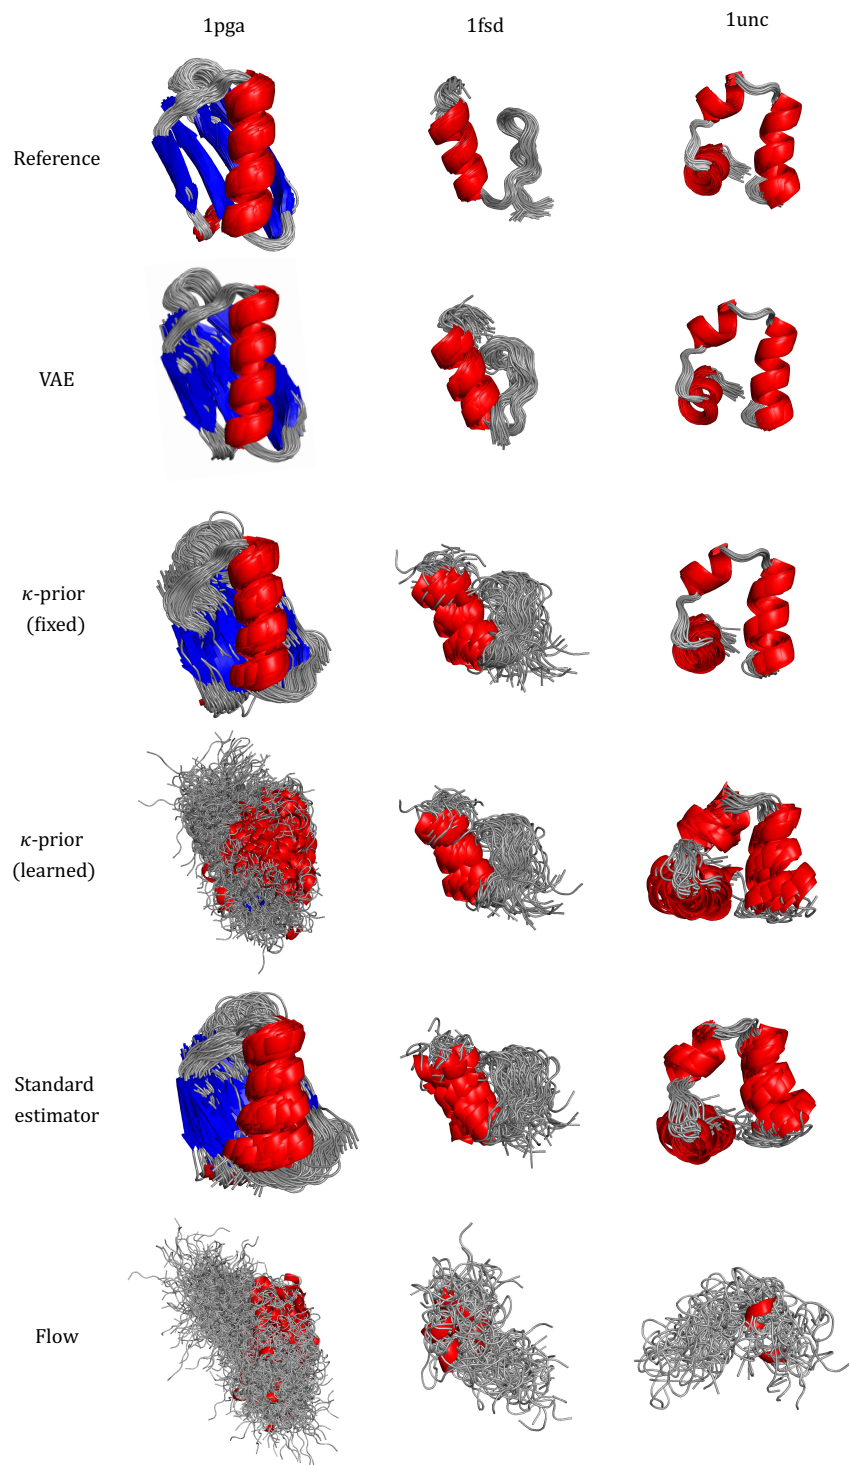 1pga 1fsd 1unc
Reference
VAE
κ-prior
(fixed)
κ-prior
(learned)
Standard
estimator
Flow